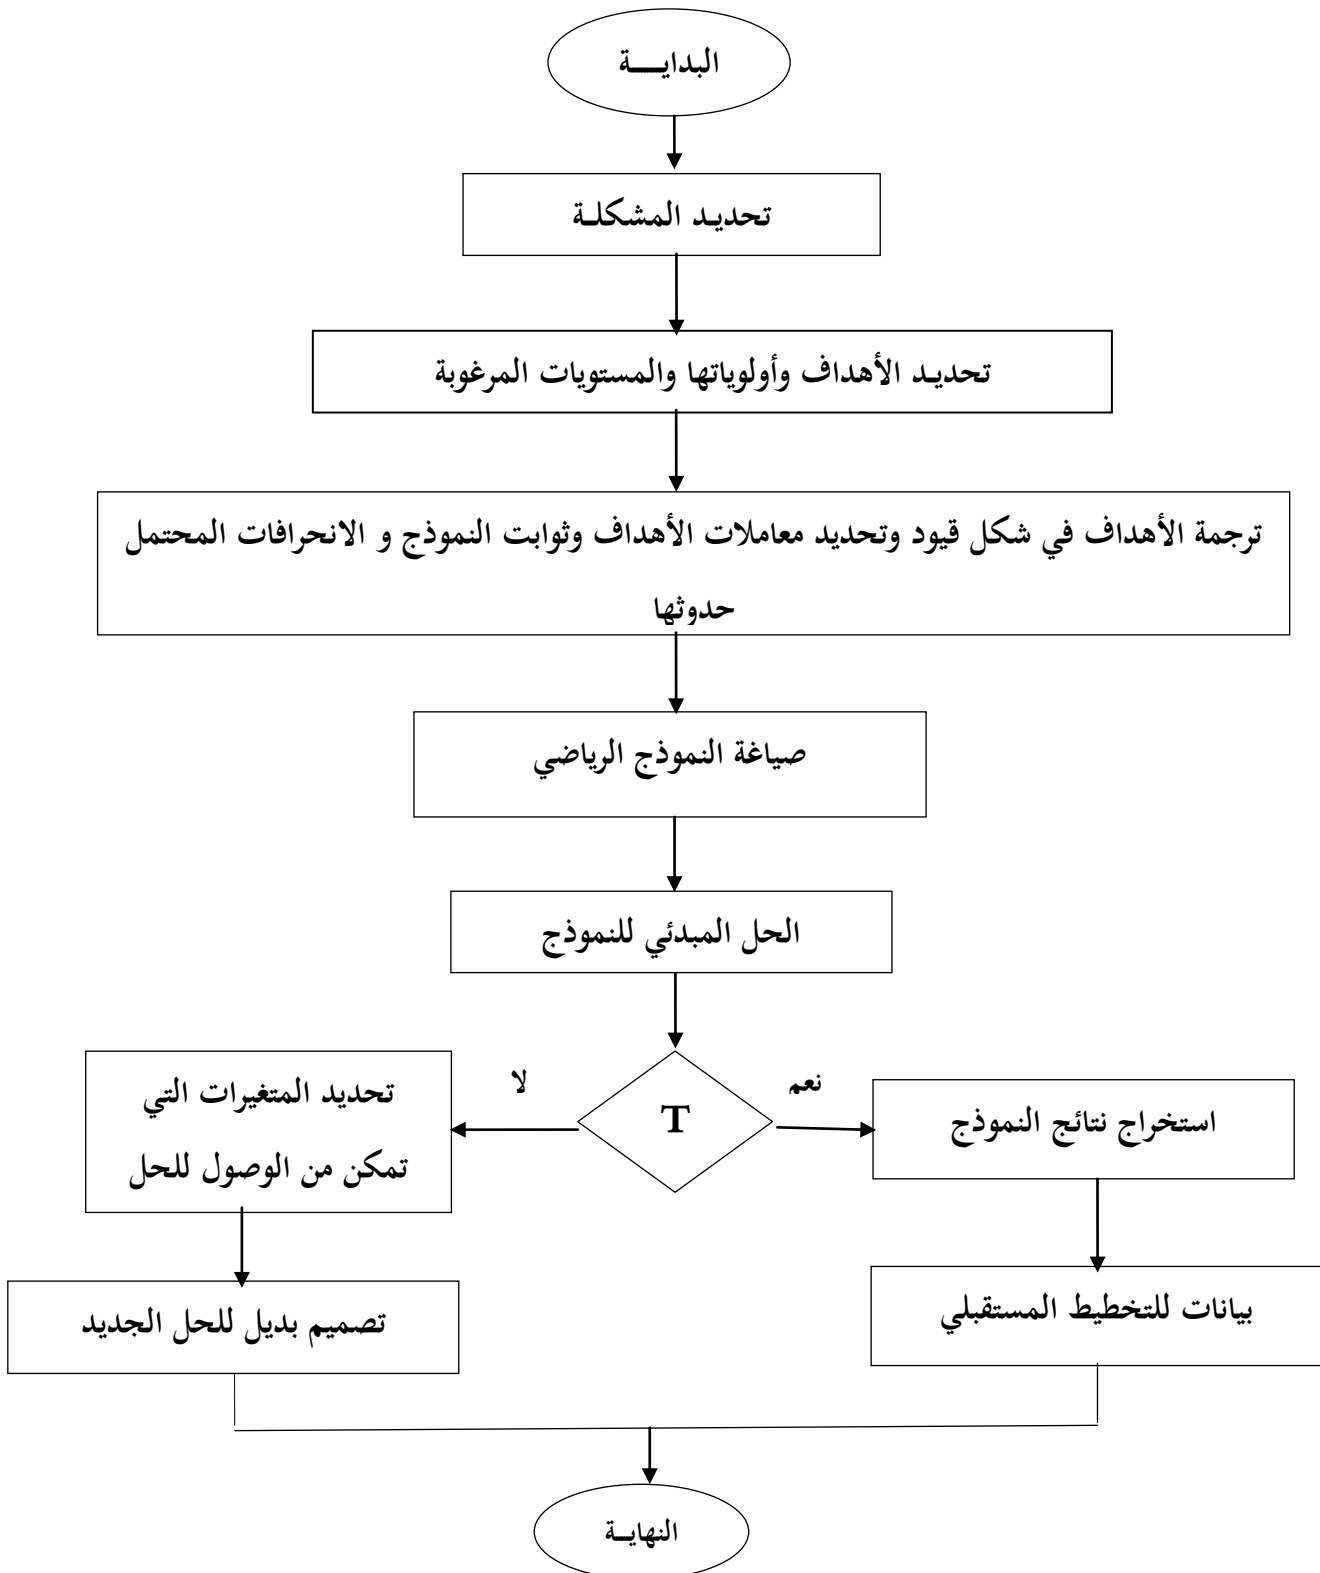 البدايـــة
تحديـد المشكلـة
تحديـد الأهداف وأولوياتها والمستويات المرغوبة
ترجمة الأهداف في شكل قيود وتحديد معاملات الأهداف وثوابت النموذج و الانحرافات المحتمل
حدوثها
صياغة النموذج الرياضي
الحل المبدئي للنموذج
نعم
T
لا
استخراج نتائج النموذج
تحديد المتغيرات التي
تمكن من الوصول للحل
بيانات للتخطيط المستقبلي
تصميم بديل للحل الجديد
النهايـة